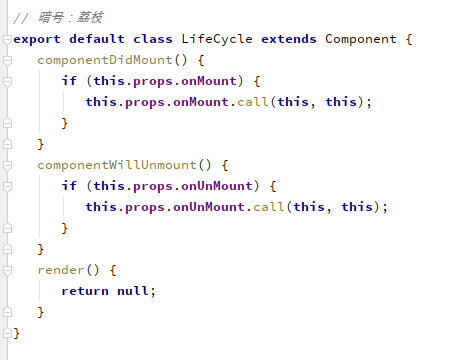 // 暗号：荔枝
export default class LifeCycle extends Component {
componentDidMount() {
if (this.props.onMount) {
this.props.onMount.call(this, this);
}
}
componentWillUnmount() {
if (this.props.onUnMount) {
this.props.onUnMount.call(this, this);
}
}
render() {
return null;
}
}